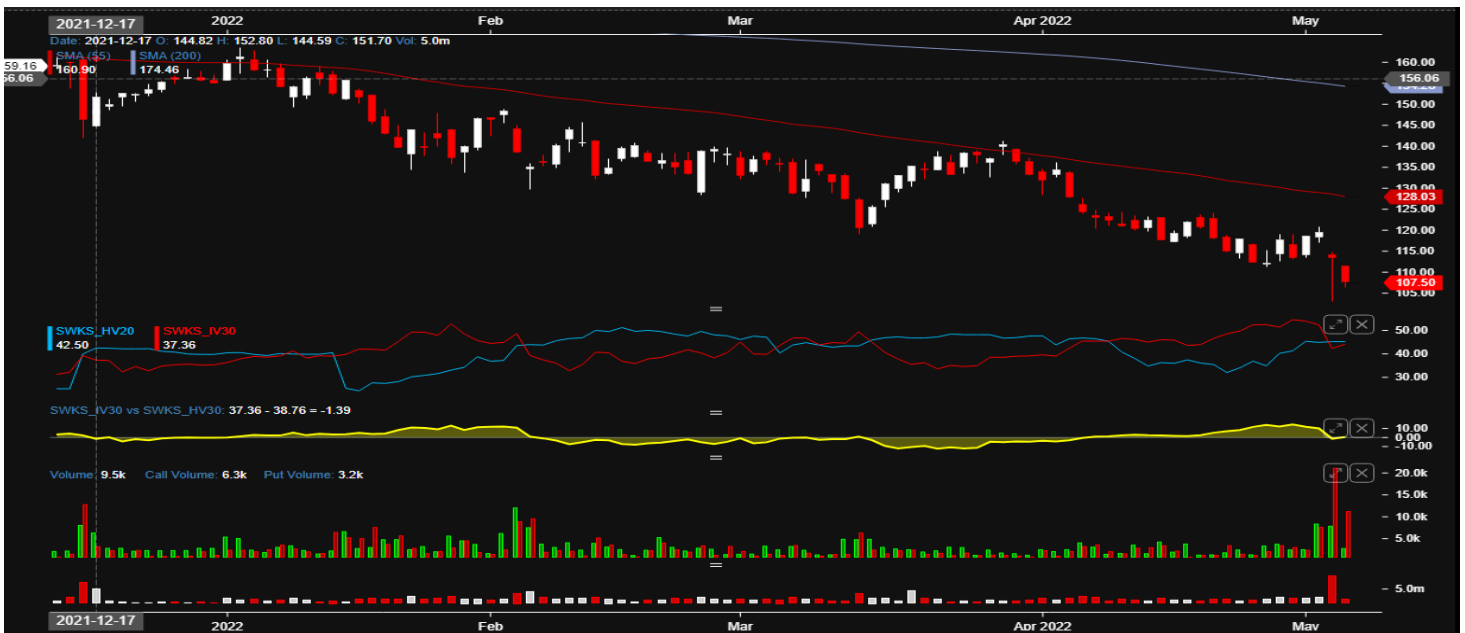 2021-12-17 2022 Feb Mar Apr 2022 May
Date: 2021-12-17 O: 144.82 H: 152.80 L: 144.59 C: 151.70 Vol: 5.0m
SMA (55) SMA (200)
160.90 174.46
59.16
56.06
160.00
156.06
150.00
145.00
140.00
135.00
130.00
128.03
125.00
120.00
115.00
110.00
107.50
105.00
SWKS_HV20 SWKS_IV30
42.50 37.36
50.00
40.00
30.00
SWKS_IV30 vs SWKS_HV30: 37.36 - 38.76 = -1.39
10.00
0.00
-10.00
Volume: 9.5k Call Volume: 6.3k Put Volume: 3.2k
20.0k
15.0k
10.0k
5.0k
5.0m
2021-12-17 2022 Feb Mar Apr 2022 May